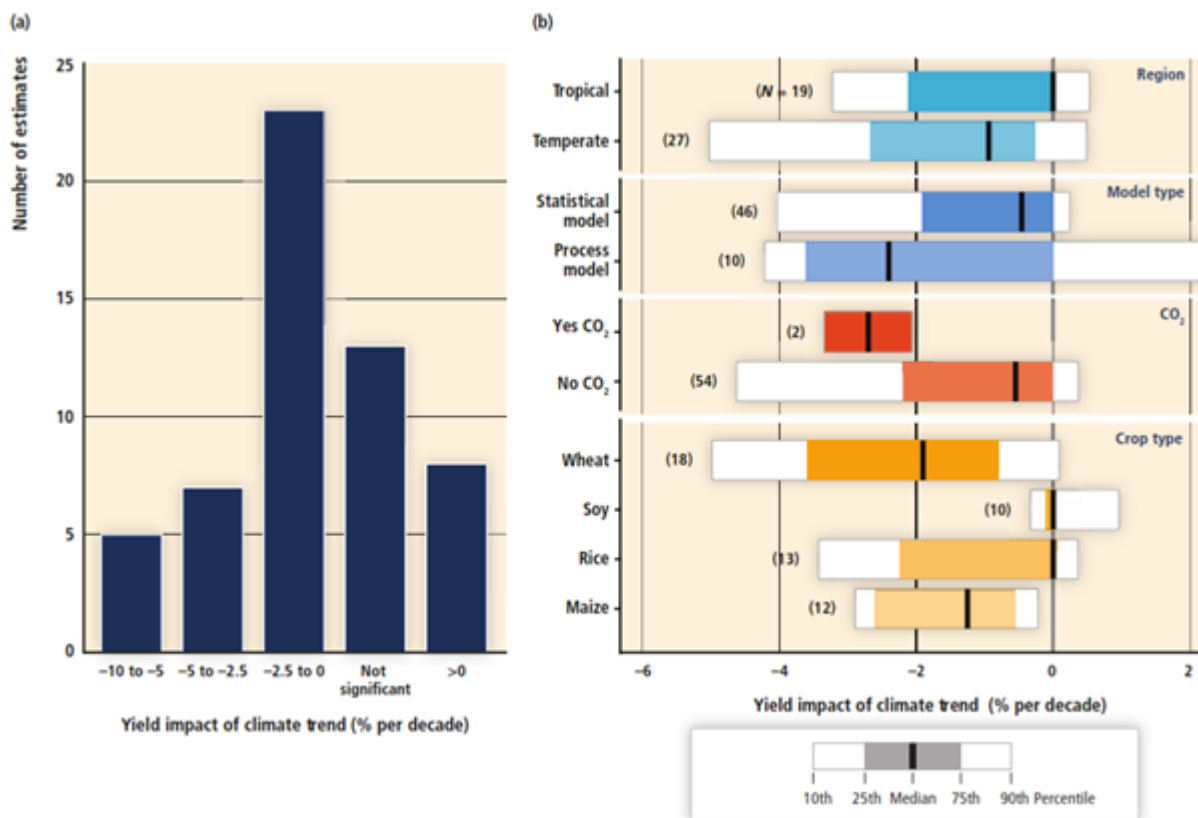 (a)
Number of estimates
25
20
15
10
5
0
−10 to −5
−5 to −2.5
−2.5 to 0
Not
significant
>0
Yield impact of climate trend (% per decade)
(b)
Region
Tropical
(N = 19)
Temperate
(27)
Model type
Statistical
model
(46)
Process
model
(10)
CO₂
Yes CO₂
(2)
No CO₂
(54)
Crop type
Wheat
(18)
Soy
(10)
Rice
(13)
Maize
(12)
−6
−4
−2
0
2
Yield impact of climate trend (% per decade)
10th
25th
Median
75th
90th Percentile